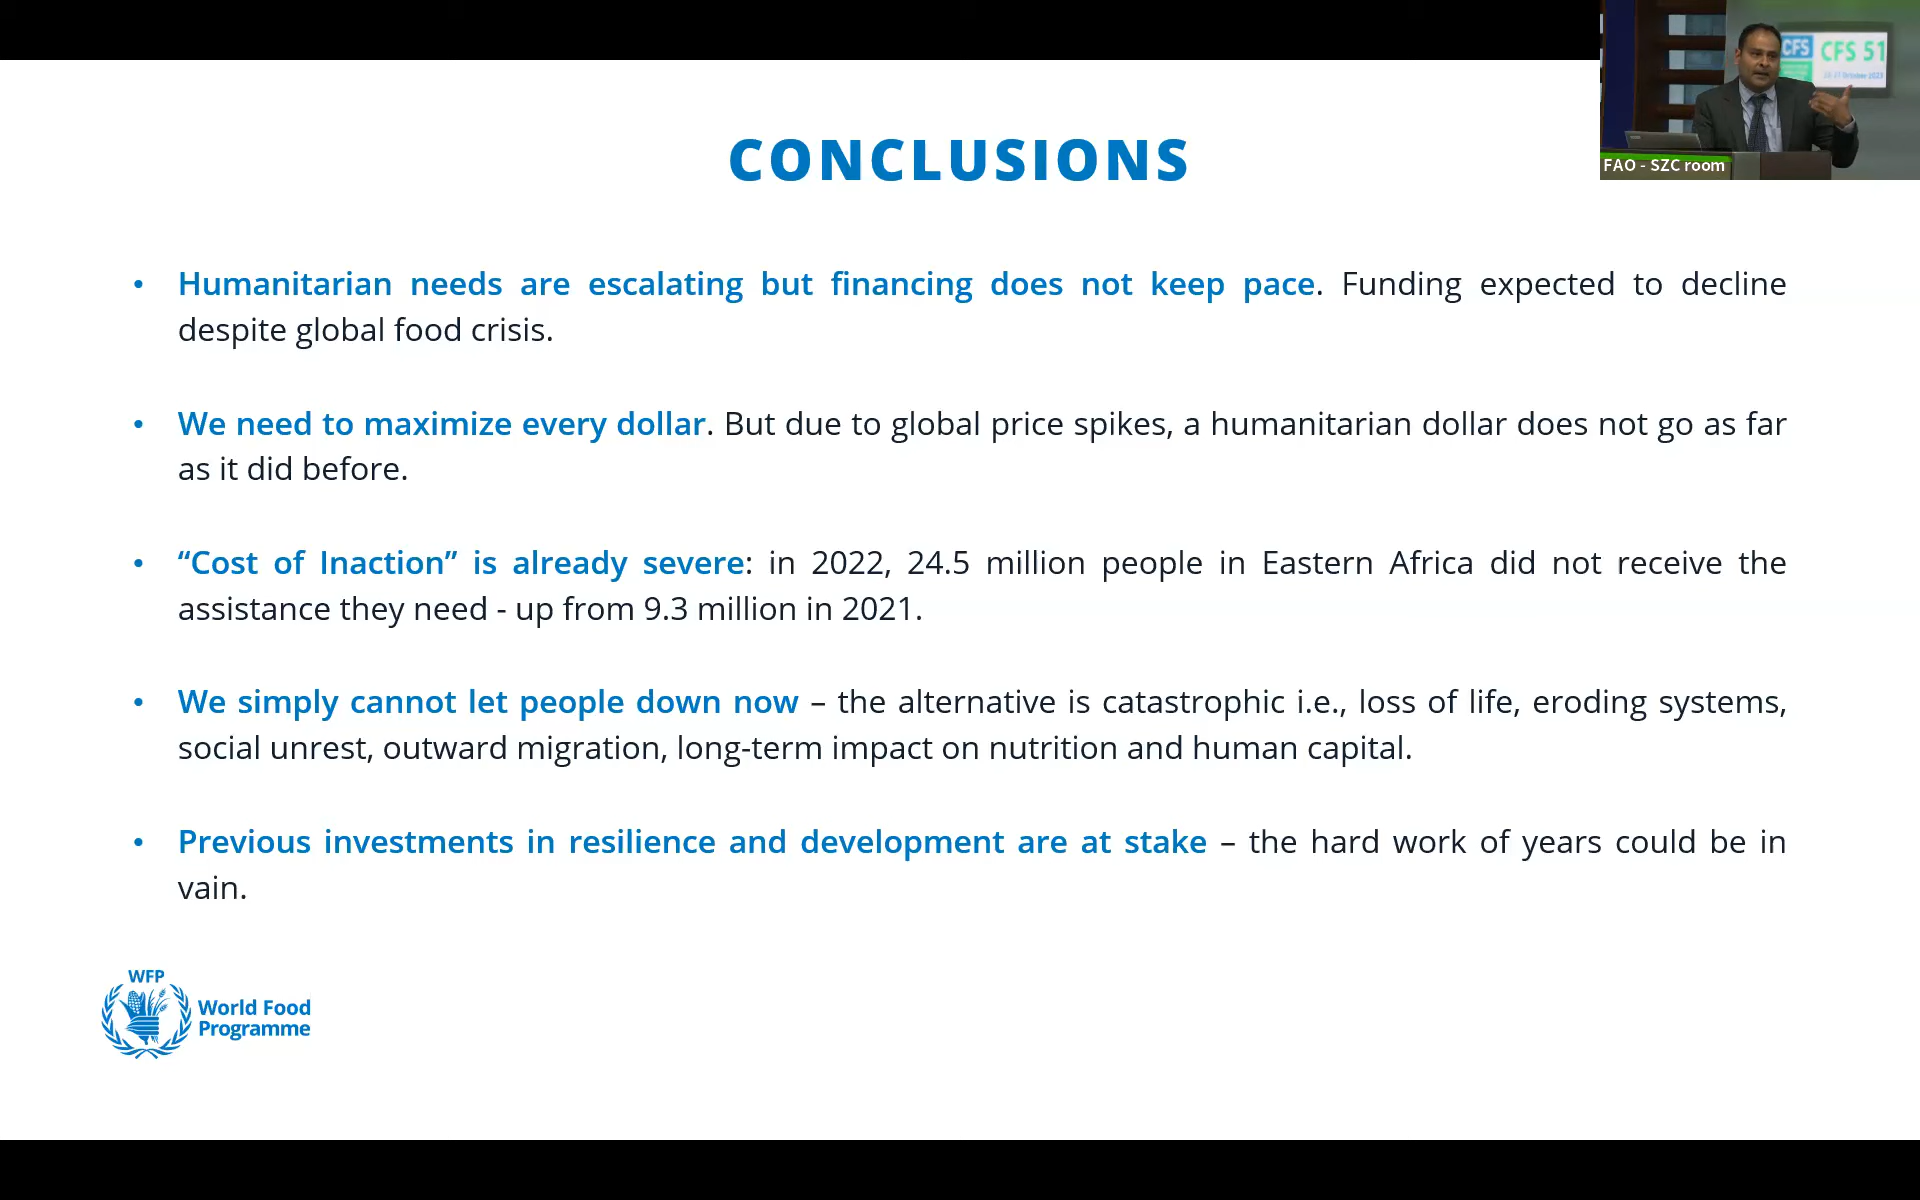 CFS
CFS 51
FAO - SZC room
CONCLUSIONS
• Humanitarian needs are escalating but financing does not keep pace. Funding expected to decline
despite global food crisis.
• We need to maximize every dollar. But due to global price spikes, a humanitarian dollar does not go as far
as it did before.
• “Cost of Inaction” is already severe: in 2022, 24.5 million people in Eastern Africa did not receive the
assistance they need - up from 9.3 million in 2021.
• We simply cannot let people down now – the alternative is catastrophic i.e., loss of life, eroding systems,
social unrest, outward migration, long-term impact on nutrition and human capital.
• Previous investments in resilience and development are at stake – the hard work of years could be in
vain.
WFP
World Food
Programme